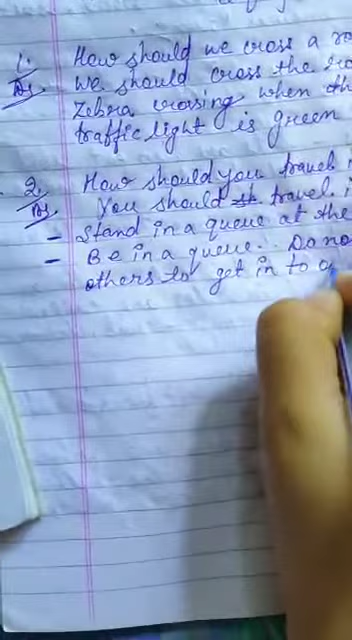 1. How should we cross a
Ans. We should cross the
Zebra crossing when
traffic light is green
2. How should you travel
Ans. You should travel
- Stand in a queue at the
- Be in a queue. Do
others to get in to